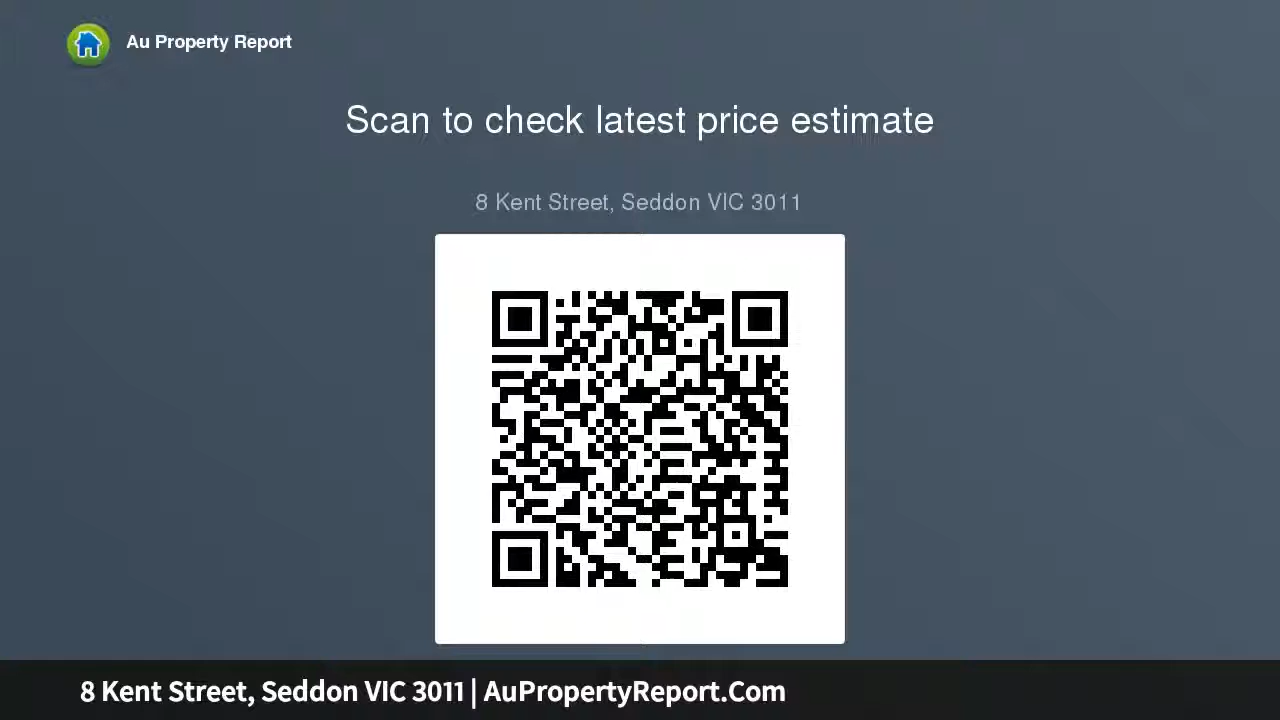 Au Property Report
Scan to check latest price estimate
8 Kent Street, Seddon VIC 3011
8 Kent Street, Seddon VIC 3011 | AuPropertyReport.Com